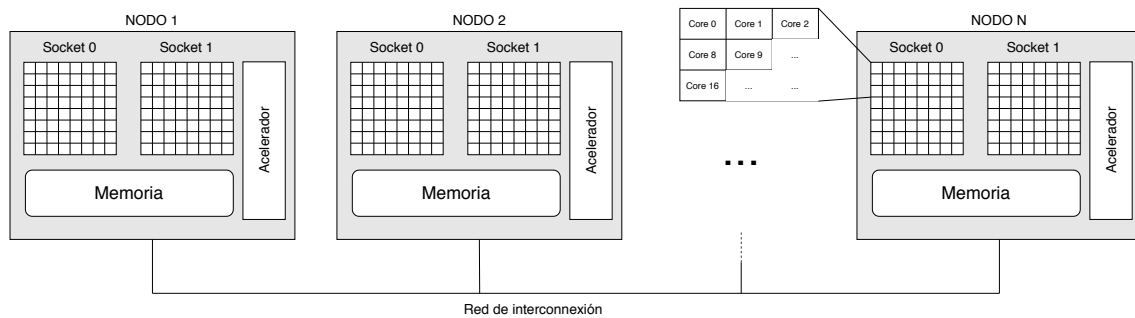 NODO 1
Socket 0
Socket 1
Acelerador
Memoria
NODO 2
Socket 0
Socket 1
Acelerador
Memoria
Core 0
Core 1
Core 2
Core 8
Core 9
...
Core 16
...
...
...
NODO N
Socket 0
Socket 1
Acelerador
Memoria
Red de interconnexión